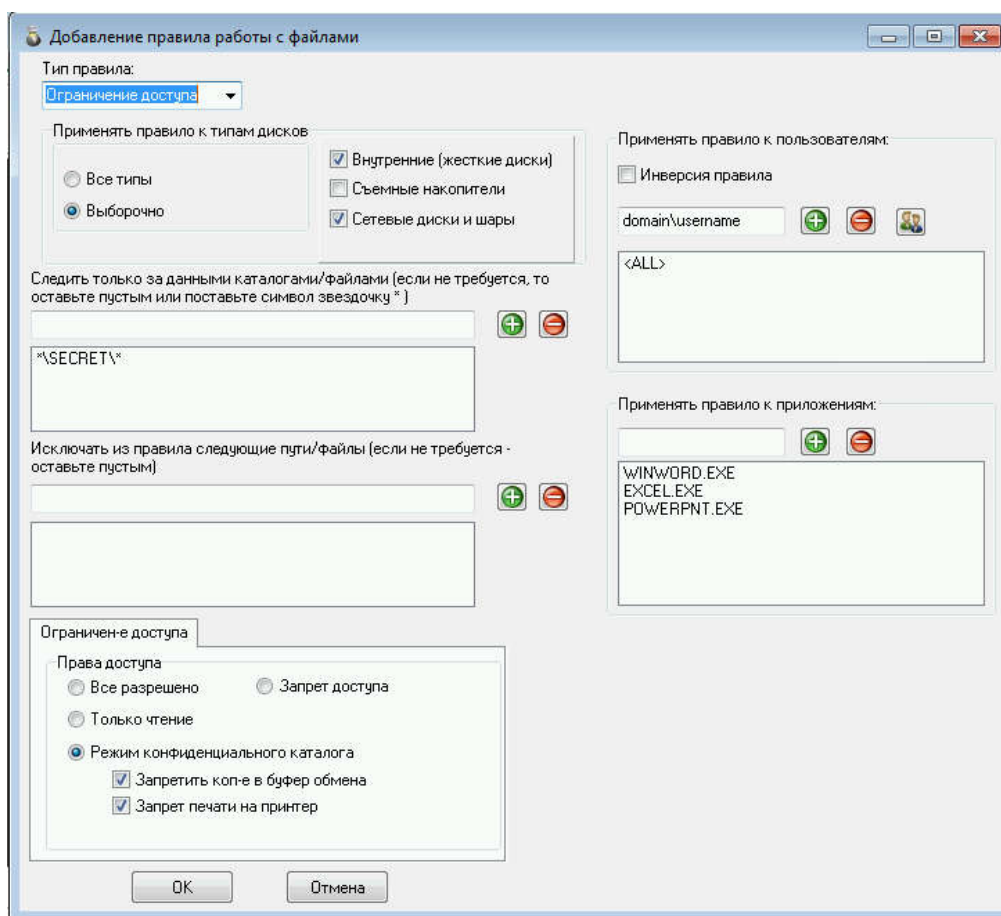 Добавление правила работы с файлами
Тип правила:
Ограничение доступа
Применять правило к типам дисков
Все типы
Выборочно
Внутренние (жесткие диски)
Съемные накопители
Сетевые диски и шары
Следить только за данными каталогами/файлами (если не требуется, то
оставьте пустым или поставьте символ звездочку * )
*\SECRET\*
Исключать из правила следующие пути/файлы (если не требуется -
оставьте пустым)
Применять правило к пользователям:
Инверсия правила
domain\username
<ALL>
Применять правило к приложениям:
WINWORD.EXE
EXCEL.EXE
POWERPNT.EXE
Ограничен-е доступа
Права доступа
Все разрешено
Запрет доступа
Только чтение
Режим конфиденциального каталога
Запретить коп-е в буфер обмена
Запрет печати на принтер
OK
Отмена